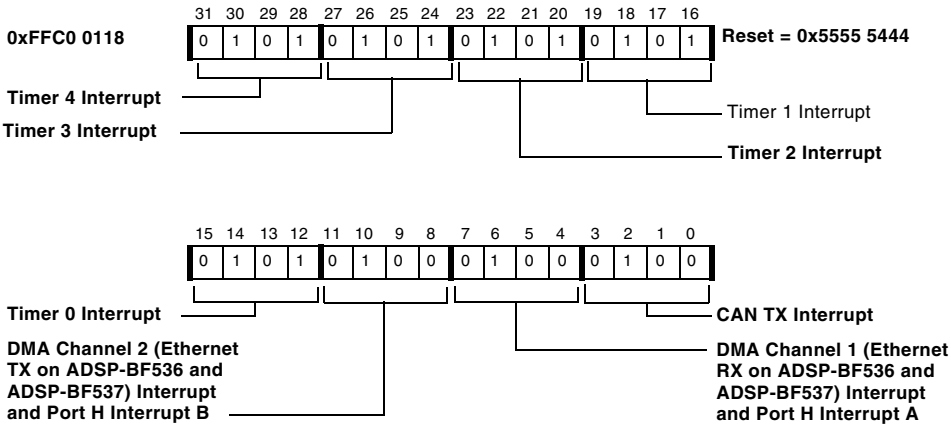 31 30 29 28 27 26 25 24 23 22 21 20 19 18 17 16
0xFFC0 0118
0 1 0 1 0 1 0 1 0 1 0 1 0 1 0 1
Reset = 0x5555 5444
Timer 4 Interrupt
Timer 3 Interrupt
Timer 1 Interrupt
Timer 2 Interrupt
15 14 13 12 11 10 9 8 7 6 5 4 3 2 1 0
0 1 0 1 0 1 0 0 0 1 0 0 0 1 0 0
Timer 0 Interrupt
DMA Channel 2 (Ethernet
TX on ADSP-BF536 and
ADSP-BF537) Interrupt
and Port H Interrupt B
CAN TX Interrupt
DMA Channel 1 (Ethernet
RX on ADSP-BF536 and
ADSP-BF537) Interrupt
and Port H Interrupt A